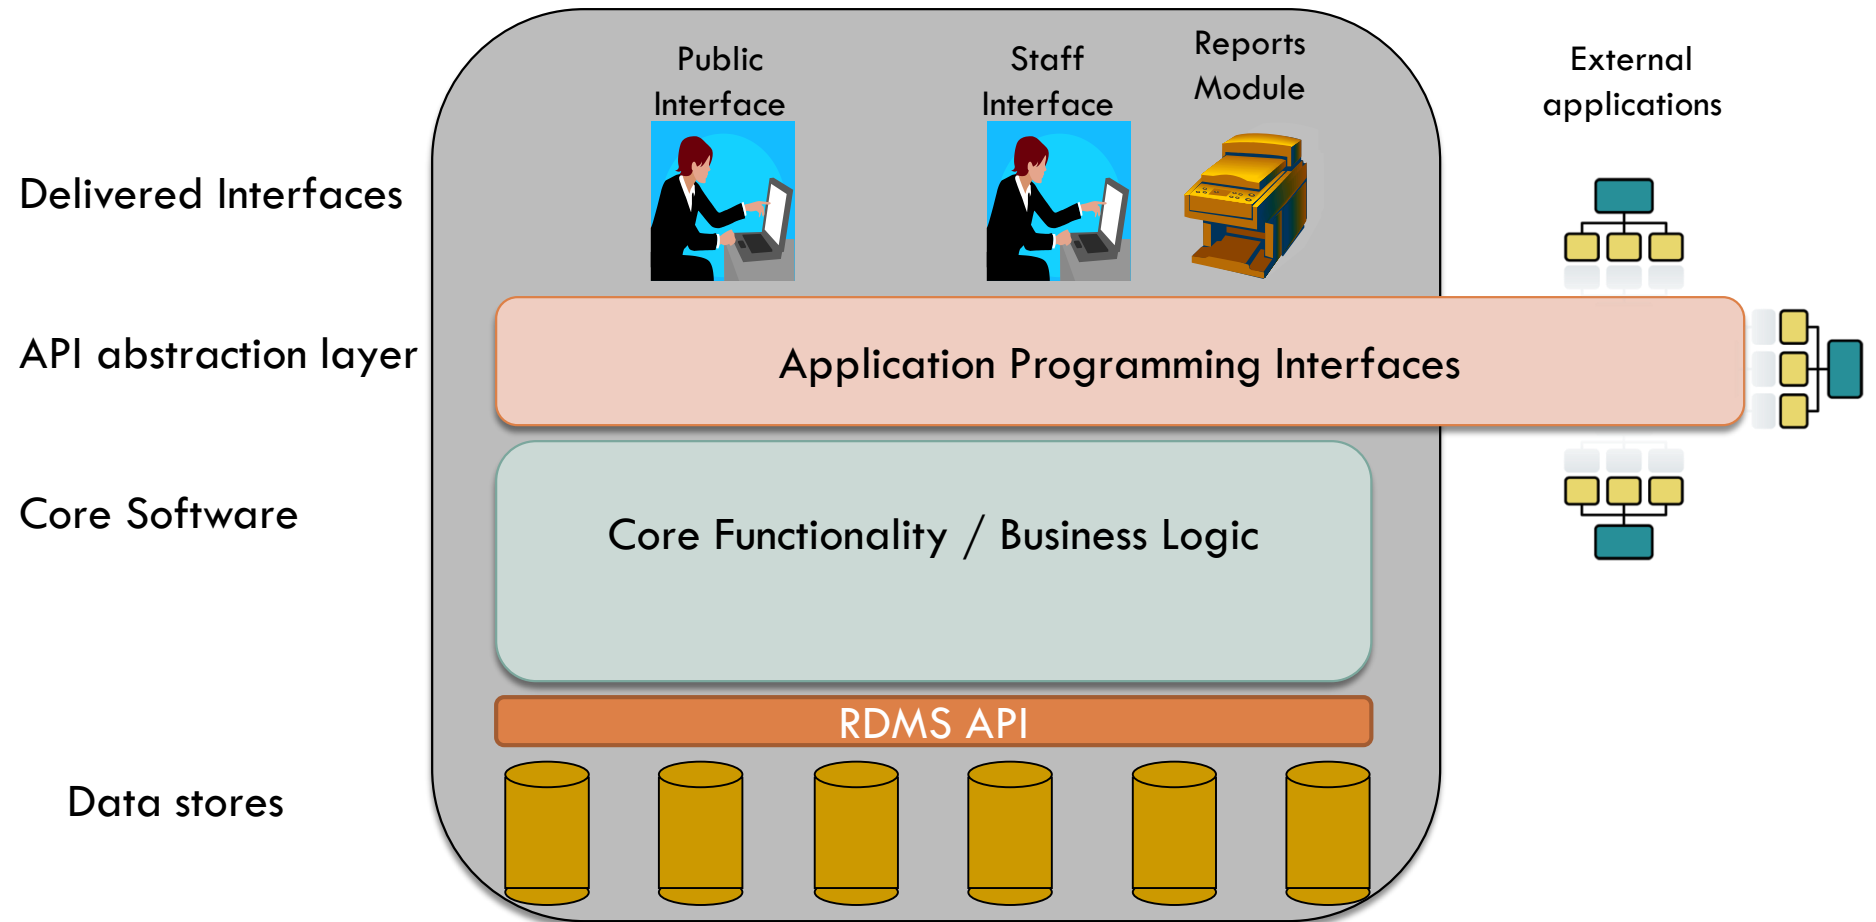 Public
Interface
Staff
Interface
Reports
Module
External
applications
Delivered Interfaces
API abstraction layer
Application Programming Interfaces
Core Software
Core Functionality / Business Logic
RDMS API
Data stores